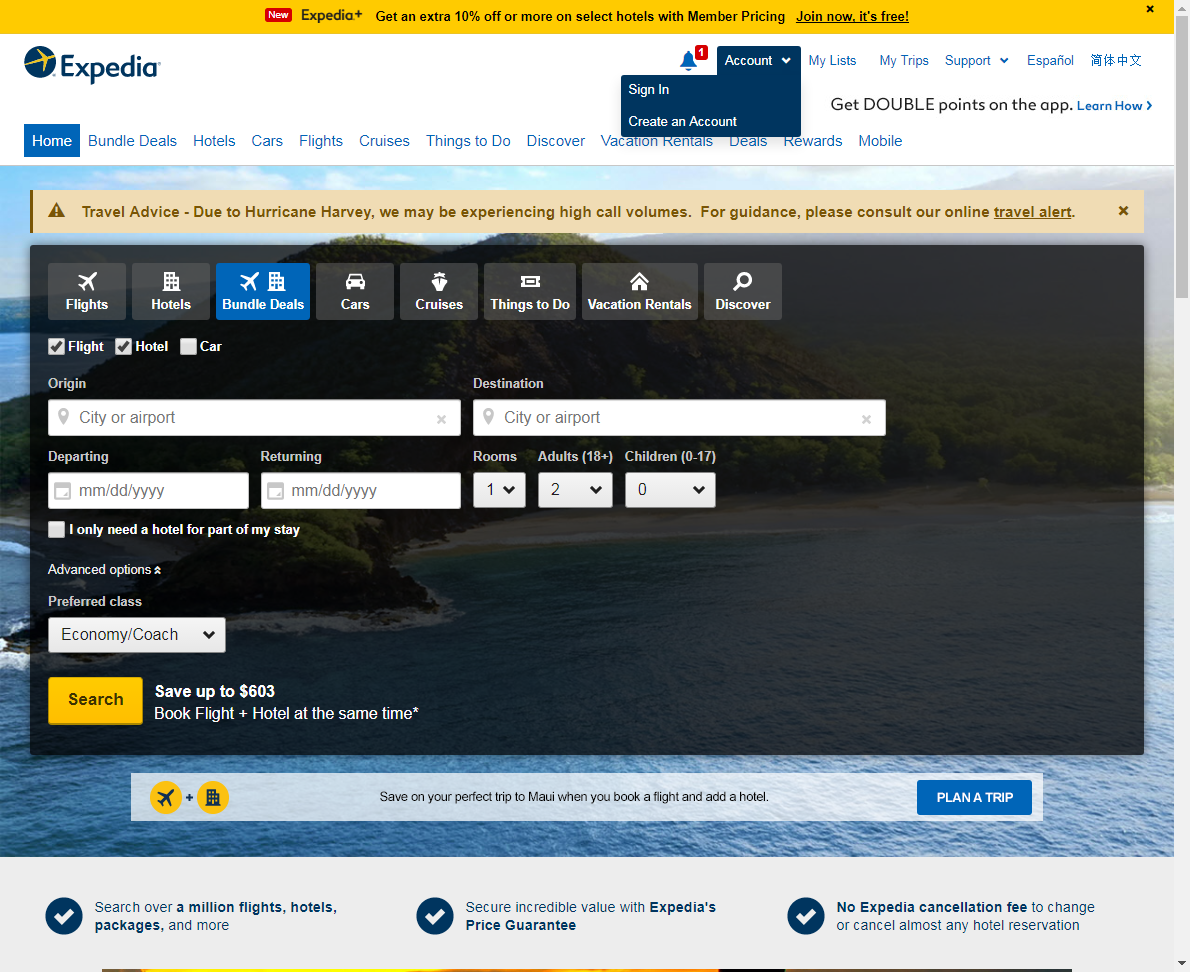 New Expedia+ Get an extra 10% off or more on select hotels with Member Pricing Join now, it's free!
Expedia
1
Account My Lists My Trips Support Español 简体中文
Sign In
Create an Account
Get DOUBLE points on the app. Learn How
Home Bundle Deals Hotels Cars Flights Cruises Things to Do Discover Vacation Rentals Deals Rewards Mobile
Travel Advice - Due to Hurricane Harvey, we may be experiencing high call volumes. For guidance, please consult our online travel alert.
Flights Hotels Bundle Deals Cars Cruises Things to Do Vacation Rentals Discover
Flight Hotel Car
Origin Destination
City or airport City or airport
Departing Returning Rooms Adults (18+) Children (0-17)
mm/dd/yyyy mm/dd/yyyy 1 2 0
I only need a hotel for part of my stay
Advanced options
Preferred class
Economy/Coach
Search
Save up to $603
Book Flight + Hotel at the same time*
+ Save on your perfect trip to Maui when you book a flight and add a hotel. PLAN A TRIP
Search over a million flights, hotels,
packages, and more
Secure incredible value with Expedia's
Price Guarantee
No Expedia cancellation fee to change
or cancel almost any hotel reservation